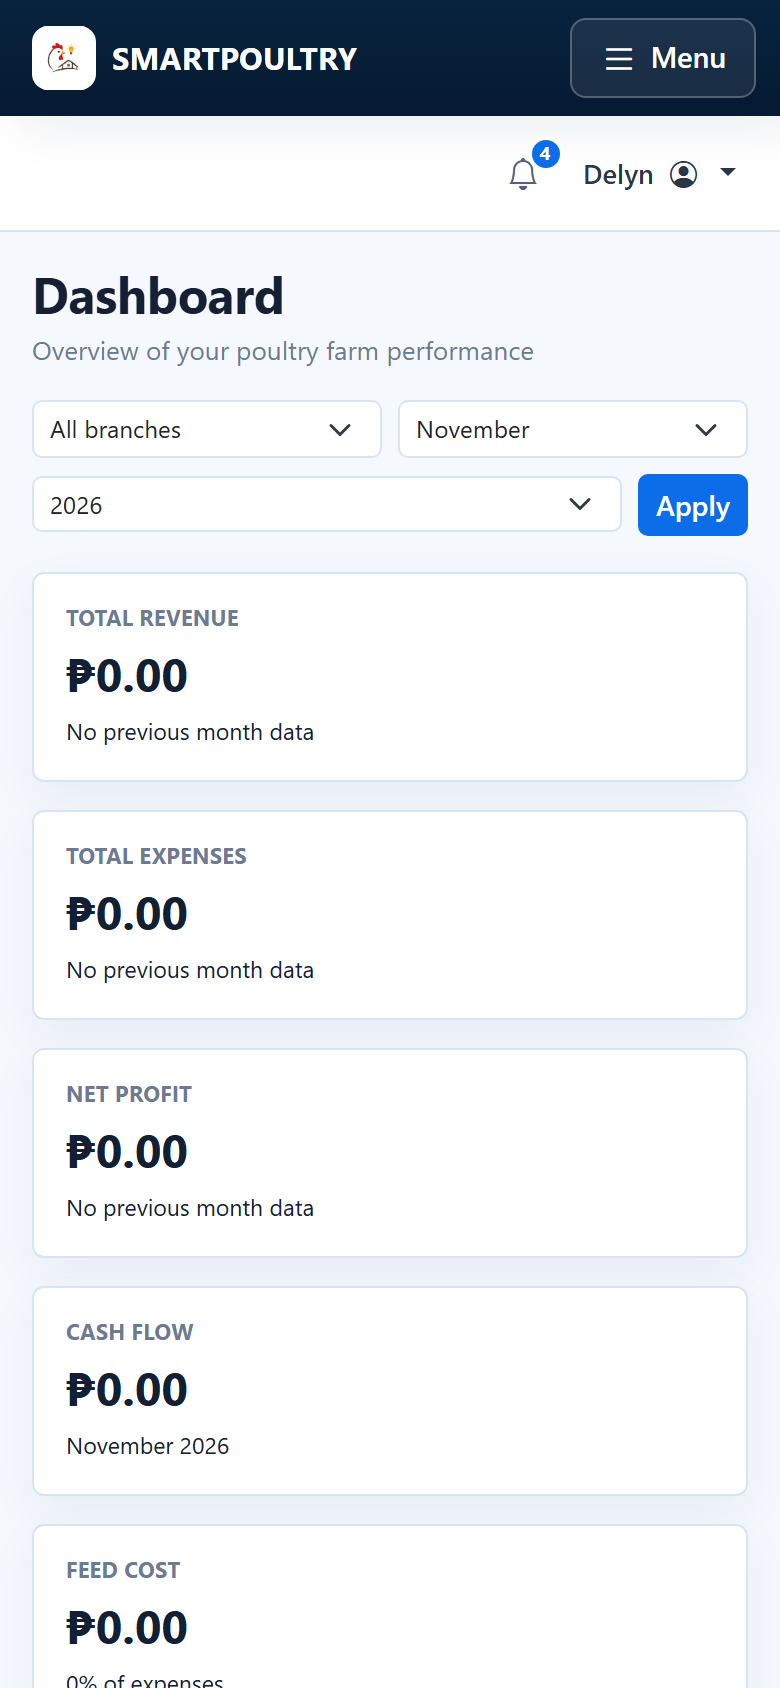 SMARTPOULTRY
Menu
4
Delyn
Dashboard
Overview of your poultry farm performance
All branches
November
2026
Apply
TOTAL REVENUE
₱0.00
No previous month data
TOTAL EXPENSES
₱0.00
No previous month data
NET PROFIT
₱0.00
No previous month data
CASH FLOW
₱0.00
November 2026
FEED COST
₱0.00
0% of expenses